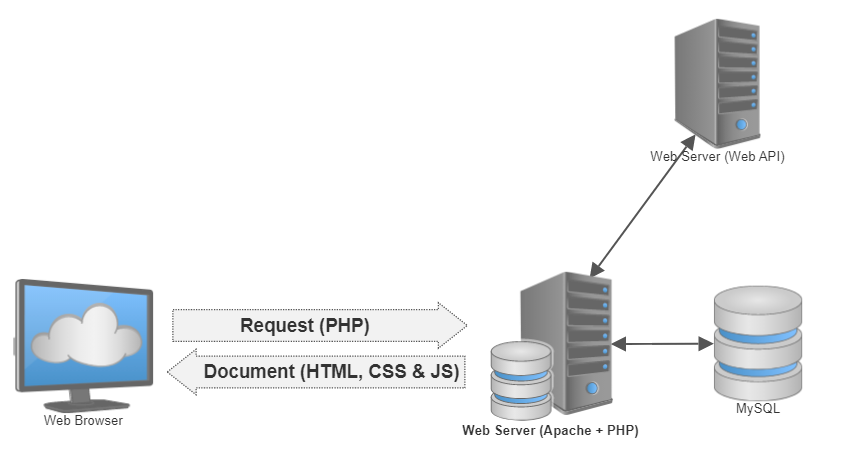 Web Server (Web API)
Request (PHP)
Document (HTML, CSS & JS)
Web Browser
Web Server (Apache + PHP)
MySQL